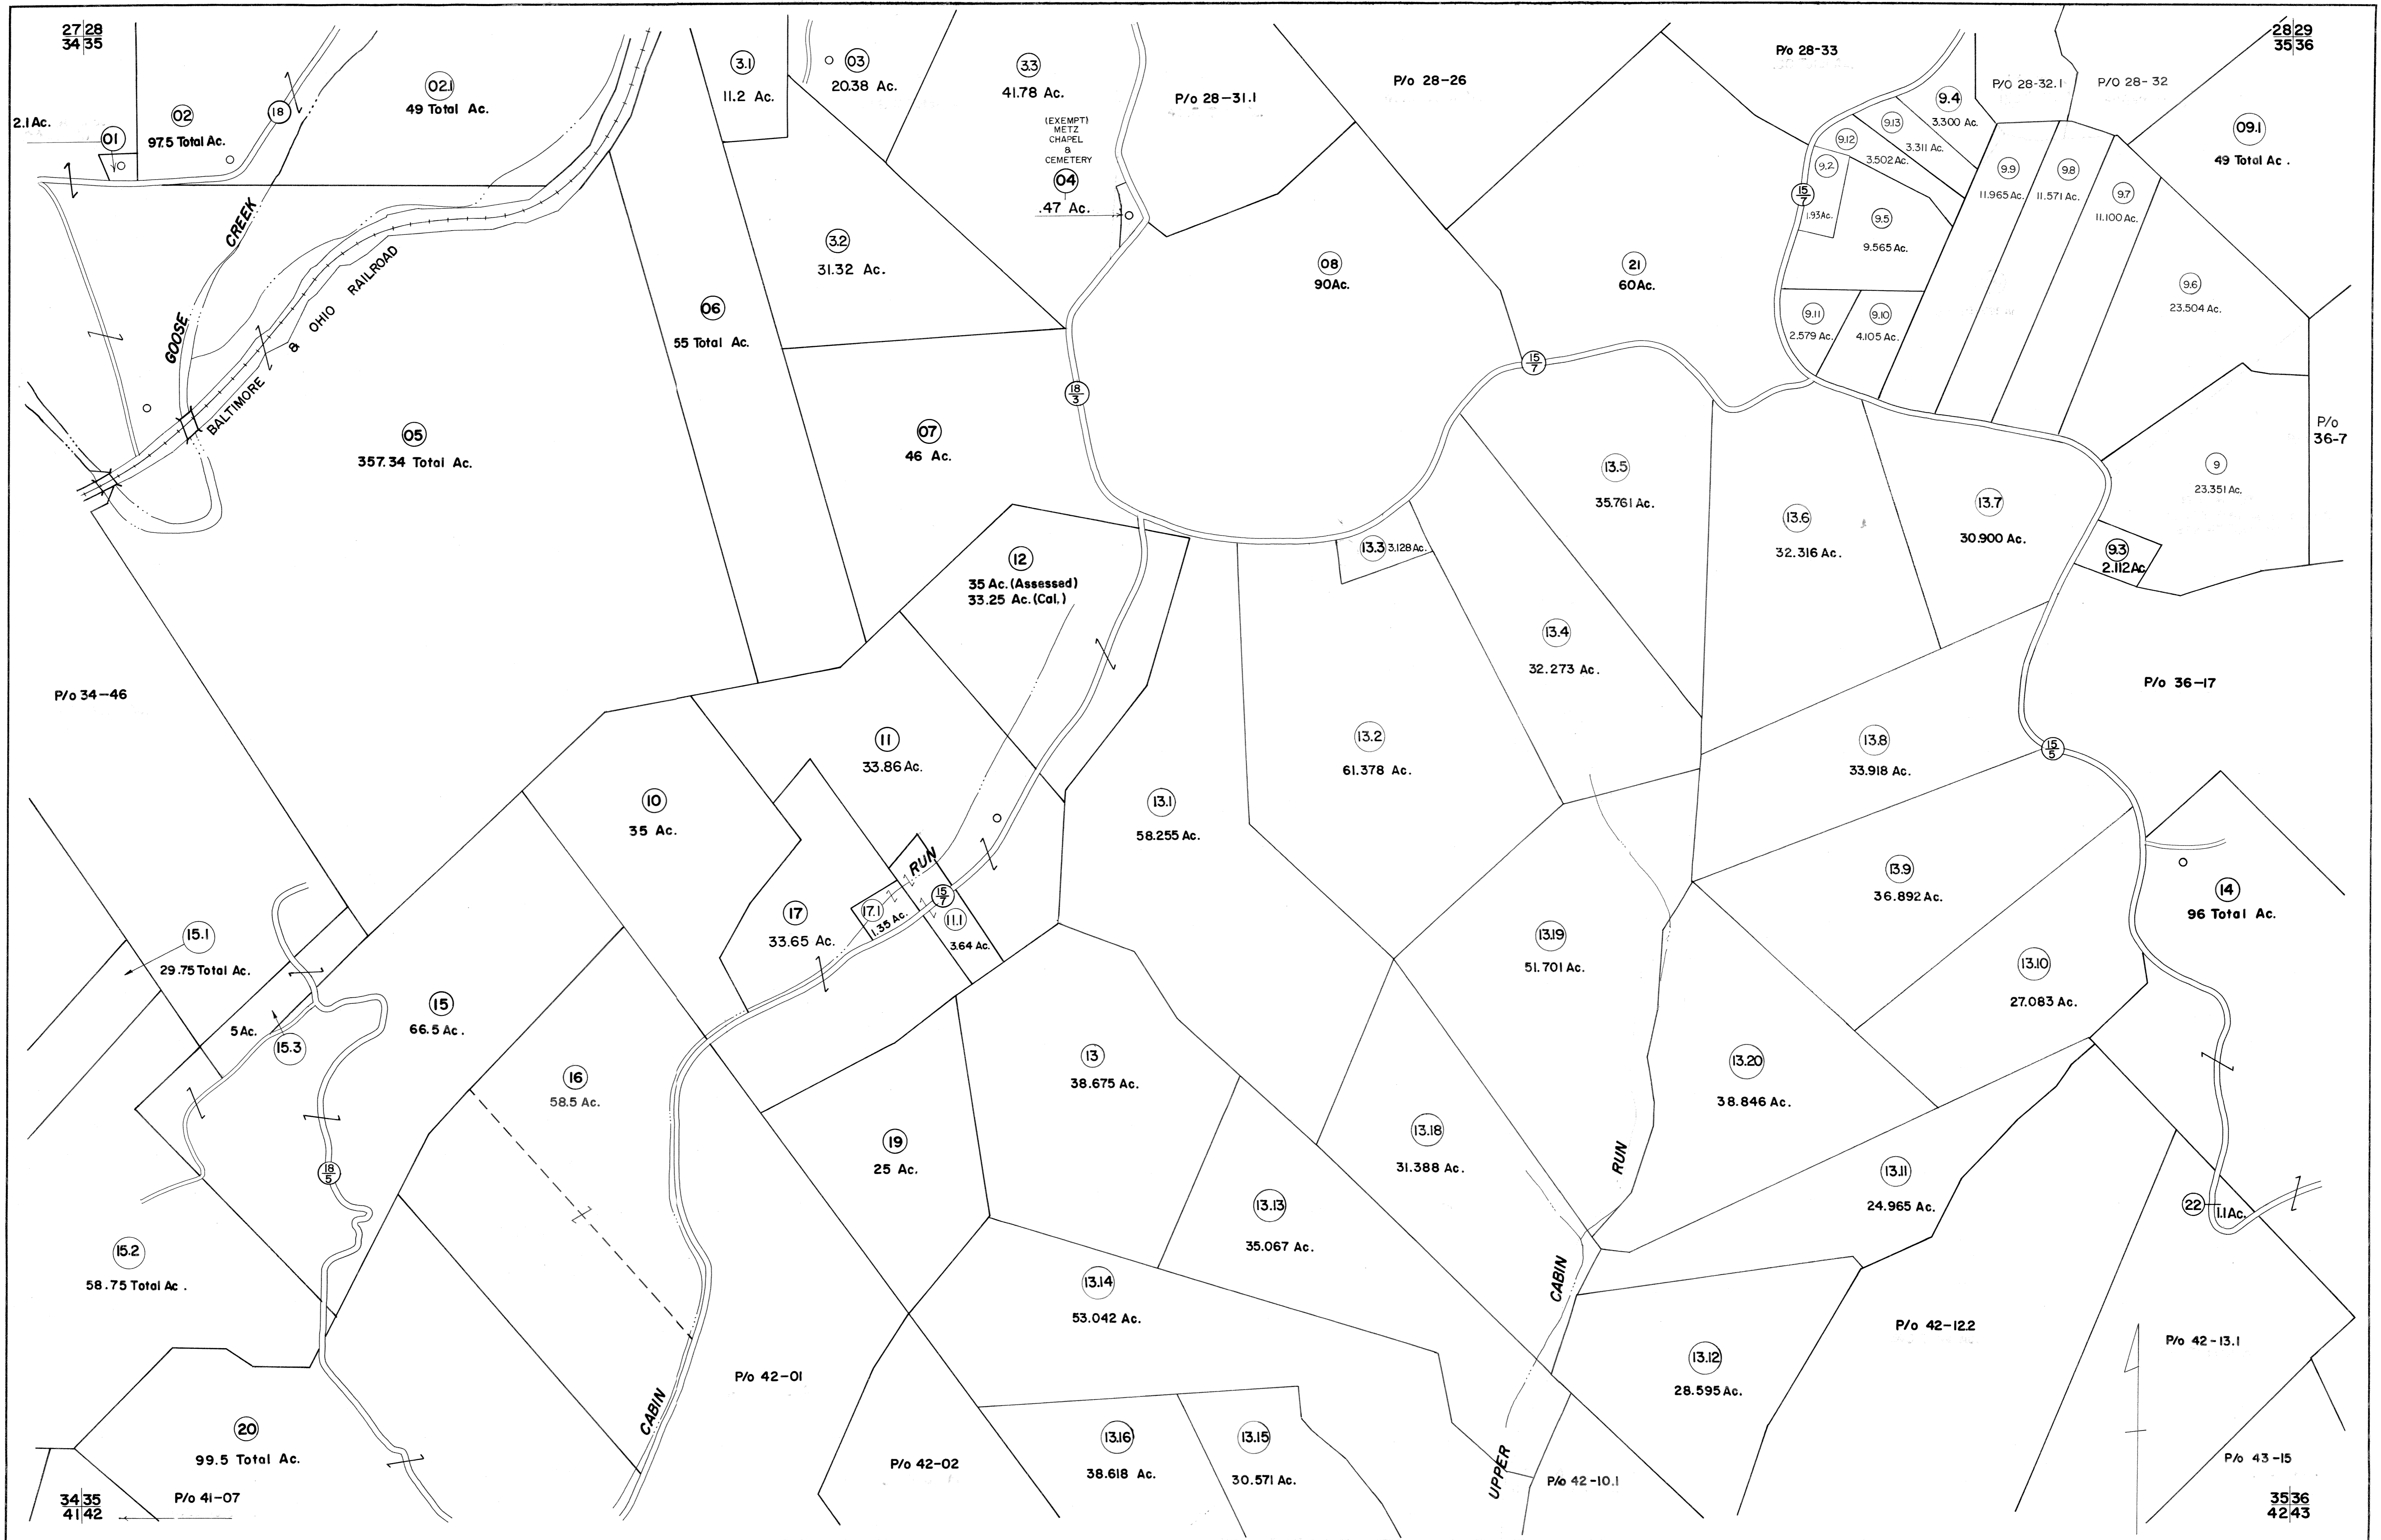 27 28
34 35
28 29
35 36
2.1 Ac.
01
02
97.5 Total Ac.
18
02.1
49 Total Ac.
3.1
11.2 Ac.
03
20.38 Ac.
3.3
41.78 Ac.
(EXEMPT)
METZ
CHAPEL
&
CEMETERY
04
.47 Ac.
P/o 28-31.1
P/o 28-26
P/o 28-33
P/O 28-32.1
P/O 28-32
09.1
49 Total Ac.
9.4
3.300 Ac.
9.13
3.311 Ac.
9.12
3.502 Ac.
9.2
1.93 Ac.
15
7
9.5
9.565 Ac.
9.9
11.965 Ac.
9.8
11.571 Ac.
9.7
11.100 Ac.
9.6
23.504 Ac.
9.11
2.579 Ac.
9.10
4.105 Ac.
GOOSE CREEK
BALTIMORE & OHIO RAILROAD
3.2
31.32 Ac.
06
55 Total Ac.
08
90 Ac.
21
60 Ac.
15
7
18
3
05
357.34 Total Ac.
07
46 Ac.
P/o
36-7
9
23.351 Ac.
13.5
35.761 Ac.
13.6
32.316 Ac.
13.7
30.900 Ac.
9.3
2.112 Ac
13.3 3.128 Ac.
12
35 Ac. (Assessed)
33.25 Ac. (Cal.)
13.4
32.273 Ac.
P/o 34-46
P/o 36-17
11
33.86 Ac.
13.2
61.378 Ac.
13.8
33.918 Ac.
15
5
10
35 Ac.
13.1
58.255 Ac.
13.9
36.892 Ac.
14
96 Total Ac.
RUN
15
7
17
33.65 Ac.
17.1
1.35 Ac.
11.1
3.64 Ac.
15.1
29.75 Total Ac.
13.19
51.701 Ac.
13.10
27.083 Ac.
15
66.5 Ac.
5 Ac.
15.3
16
58.5 Ac.
13
38.675 Ac.
13.20
38.846 Ac.
19
25 Ac.
13.18
31.388 Ac.
18
5
13.11
24.965 Ac.
22
1.1 Ac.
13.13
35.067 Ac.
15.2
58.75 Total Ac.
13.14
53.042 Ac.
UPPER CABIN RUN
P/o 42-12.2
P/o 42-13.1
P/o 42-01
CABIN
13.12
28.595 Ac.
20
99.5 Total Ac.
13.16
38.618 Ac.
13.15
30.571 Ac.
P/o 42-02
P/o 42-10.1
P/o 43-15
34 35
41 42
P/o 41-07
35 36
42 43